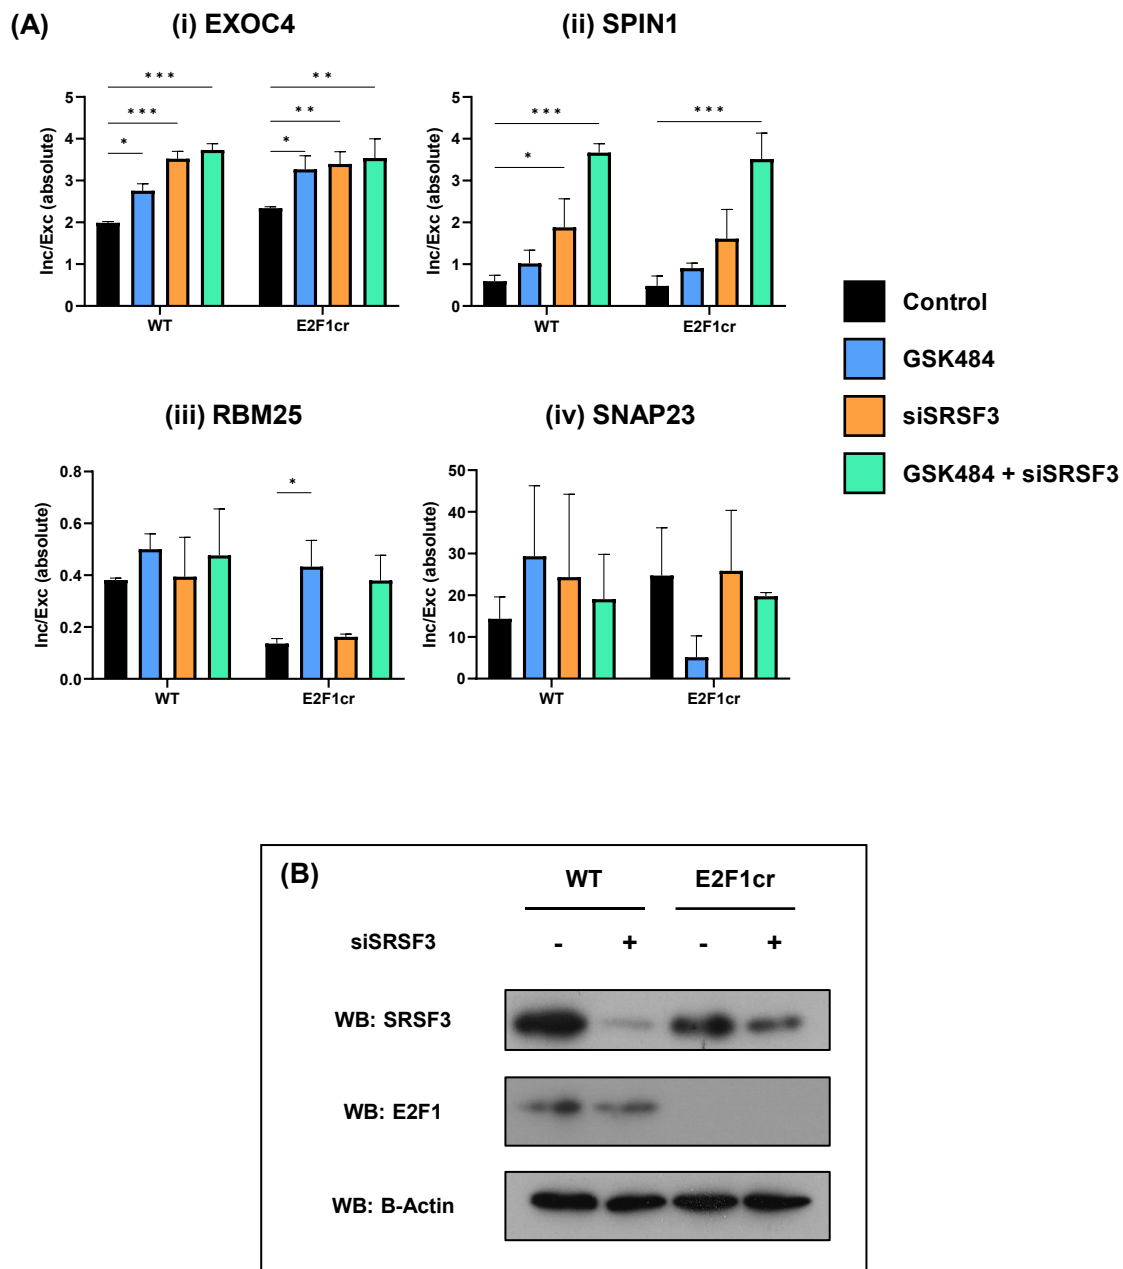 (A)
(i) EXOC4
(ii) SPIN1
Inc/Exc (absolute)
5
4
3
2
1
0
***
***
*
**
**
*
WT
E2F1cr
Inc/Exc (absolute)
5
4
3
2
1
0
***
*
***
WT
E2F1cr
Control
GSK484
siSRSF3
GSK484 + siSRSF3
(iii) RBM25
(iv) SNAP23
Inc/Exc (absolute)
0.8
0.6
0.4
0.2
0.0
*
WT
E2F1cr
Inc/Exc (absolute)
50
40
30
20
10
0
WT
E2F1cr
(B)
WT E2F1cr
siSRSF3 - + - +
WB: SRSF3
WB: E2F1
WB: B-Actin